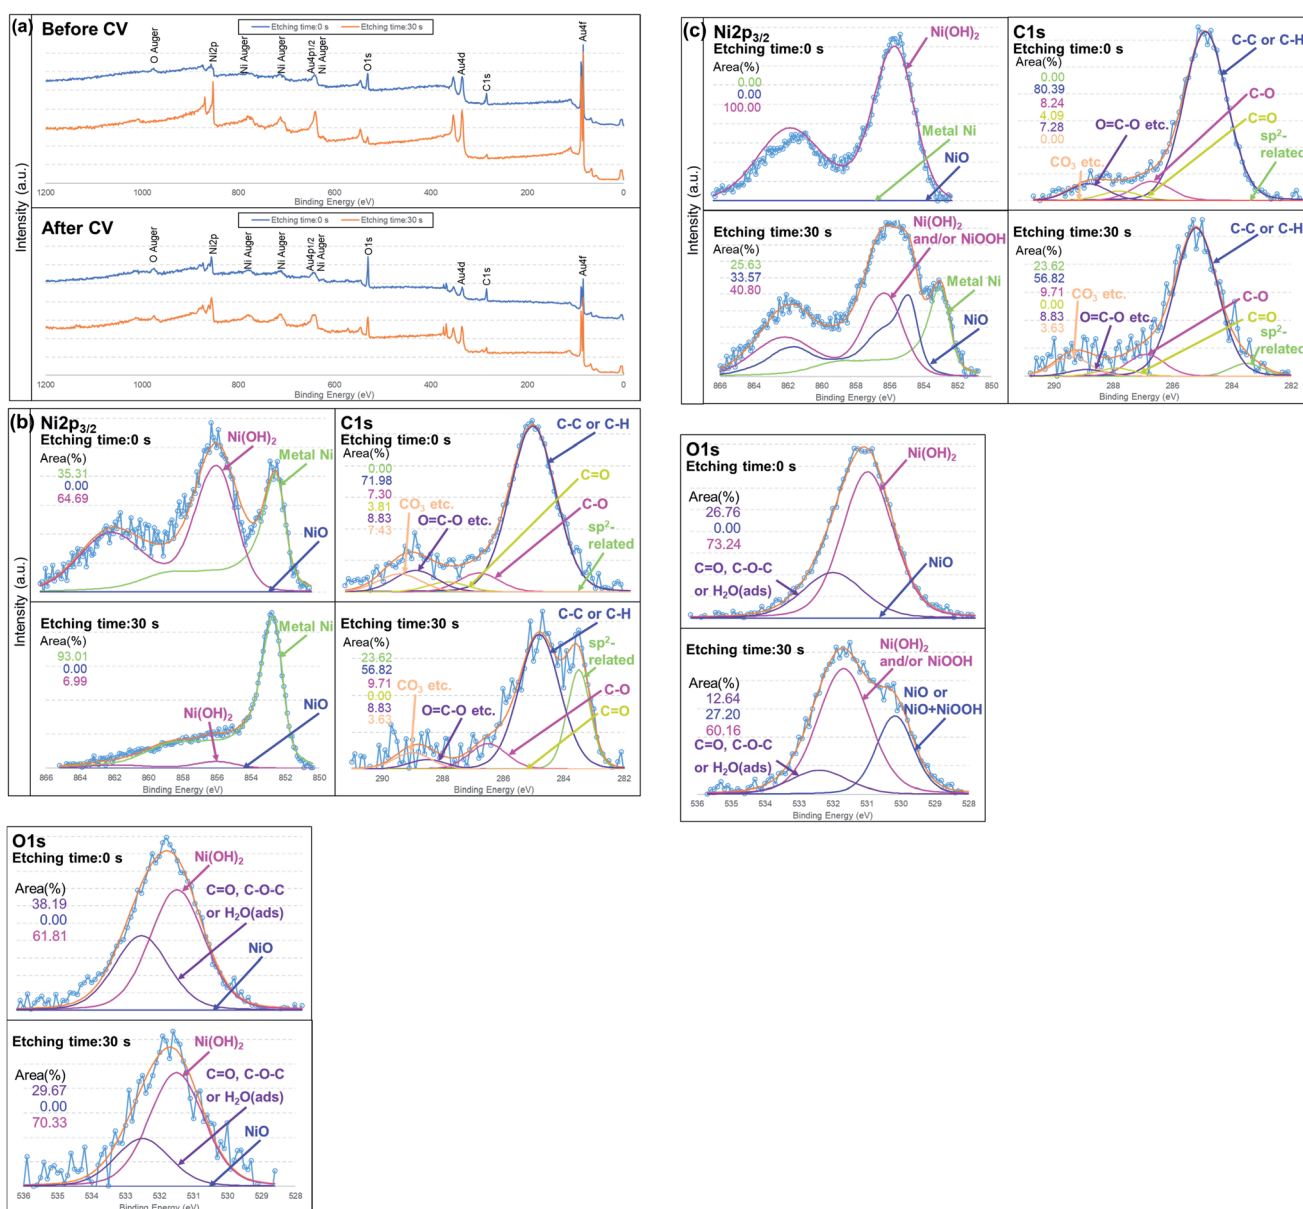 (a)
Before CV
Etching time:0 s
Etching time:30 s
O Auger
Ni2p
Ni Auger
Ni Auger
Au4p1/2
Ni Auger
O1s
Au4d
C1s
Au4f
1200
1000
800
600
400
200
0
Binding Energy (eV)
After CV
Etching time:0 s
Etching time:30 s
O Auger
Ni2p
Ni Auger
Ni Auger
Au4p1/2
Ni Auger
O1s
Au4d
C1s
Au4f
1200
1000
800
600
400
200
0
Binding Energy (eV)
Intensity (a.u.)
(b)
Ni2p3/2
Etching time:0 s
Area(%)
35.31
0.00
64.69
Ni(OH)2
Metal Ni
NiO
C1s
Etching time:0 s
Area(%)
0.00
71.98
7.30
3.81
8.83
7.43
C-C or C-H
C=O
C-O
CO3 etc.
O=C-O etc.
sp2-
related
Etching time:30 s
Area(%)
93.01
0.00
6.99
Metal Ni
Ni(OH)2
NiO
866
864
862
860
858
856
854
852
850
Binding Energy (eV)
Etching time:30 s
Area(%)
23.62
56.82
9.71
0.00
8.83
3.63
C-C or C-H
sp2-
related
CO3 etc.
C-O
O=C-O etc.
C=O
290
288
286
284
282
Binding Energy (eV)
Intensity (a.u.)
O1s
Etching time:0 s
Area(%)
38.19
0.00
61.81
Ni(OH)2
C=O, C-O-C
or H2O(ads)
NiO
Etching time:30 s
Area(%)
29.67
0.00
70.33
Ni(OH)2
C=O, C-O-C
or H2O(ads)
NiO
536
535
534
533
532
531
530
529
528
Binding Energy (eV)
(c)
Ni2p3/2
Etching time:0 s
Area(%)
0.00
0.00
100.00
Ni(OH)2
Metal Ni
NiO
C1s
Etching time:0 s
Area(%)
0.00
80.39
8.24
4.09
7.28
0.00
C-C or C-H
C-O
C=O
O=C-O etc.
sp2-
related
CO3 etc.
Etching time:30 s
Area(%)
25.63
33.57
40.80
Ni(OH)2
and/or NiOOH
Metal Ni
NiO
866
864
862
860
858
856
854
852
850
Binding Energy (eV)
Etching time:30 s
Area(%)
23.62
56.82
9.71
0.00
8.83
3.63
C-C or C-H
CO3 etc.
C-O
O=C-O etc.
C=O
sp2-
related
290
288
286
284
282
Binding Energy (eV)
Intensity (a.u.)
O1s
Etching time:0 s
Area(%)
26.76
0.00
73.24
Ni(OH)2
C=O, C-O-C
or H2O(ads)
NiO
Etching time:30 s
Area(%)
12.64
27.20
60.16
Ni(OH)2
and/or NiOOH
NiO or
NiO+NiOOH
C=O, C-O-C
or H2O(ads)
536
535
534
533
532
531
530
529
528
Binding Energy (eV)